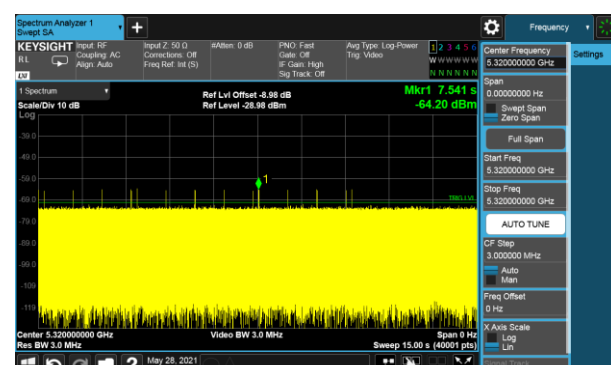 Spectrum Analyzer 1
Swept SA
+
Frequency
KEYSIGHT
RL
LXI
Input: RF
Coupling: AC
Align: Auto
Input Z: 50 Ω
Corrections: Off
Freq Ref: Int (S)
#Atten: 0 dB
PNO: Fast
Gate: Off
IF Gain: High
Sig Track: Off
Avg Type: Log-Power
Trig: Video
1 2 3 4 5 6
W W W W W W
N N N N N N
1 Spectrum
Scale/Div 10 dB
Log
Ref Lvl Offset -8.98 dB
Ref Level -28.98 dBm
Mkr1 7.541 s
-64.20 dBm
-39.0
-49.0
-59.0
-69.0
-79.0
-89.0
-99.0
-109
-119
1
TRIG LVL
Center 5.320000000 GHz
Res BW 3.0 MHz
Video BW 3.0 MHz
Span 0 Hz
Sweep 15.00 s (40001 pts)
?
May 28, 2021
Center Frequency
5.320000000 GHz
Settings
Span
0.00000000 Hz
Swept Span
Zero Span
Full Span
Start Freq
5.320000000 GHz
Stop Freq
5.320000000 GHz
AUTO TUNE
CF Step
3.000000 MHz
Auto
Man
Freq Offset
0 Hz
X Axis Scale
Log
Lin
Signal Track